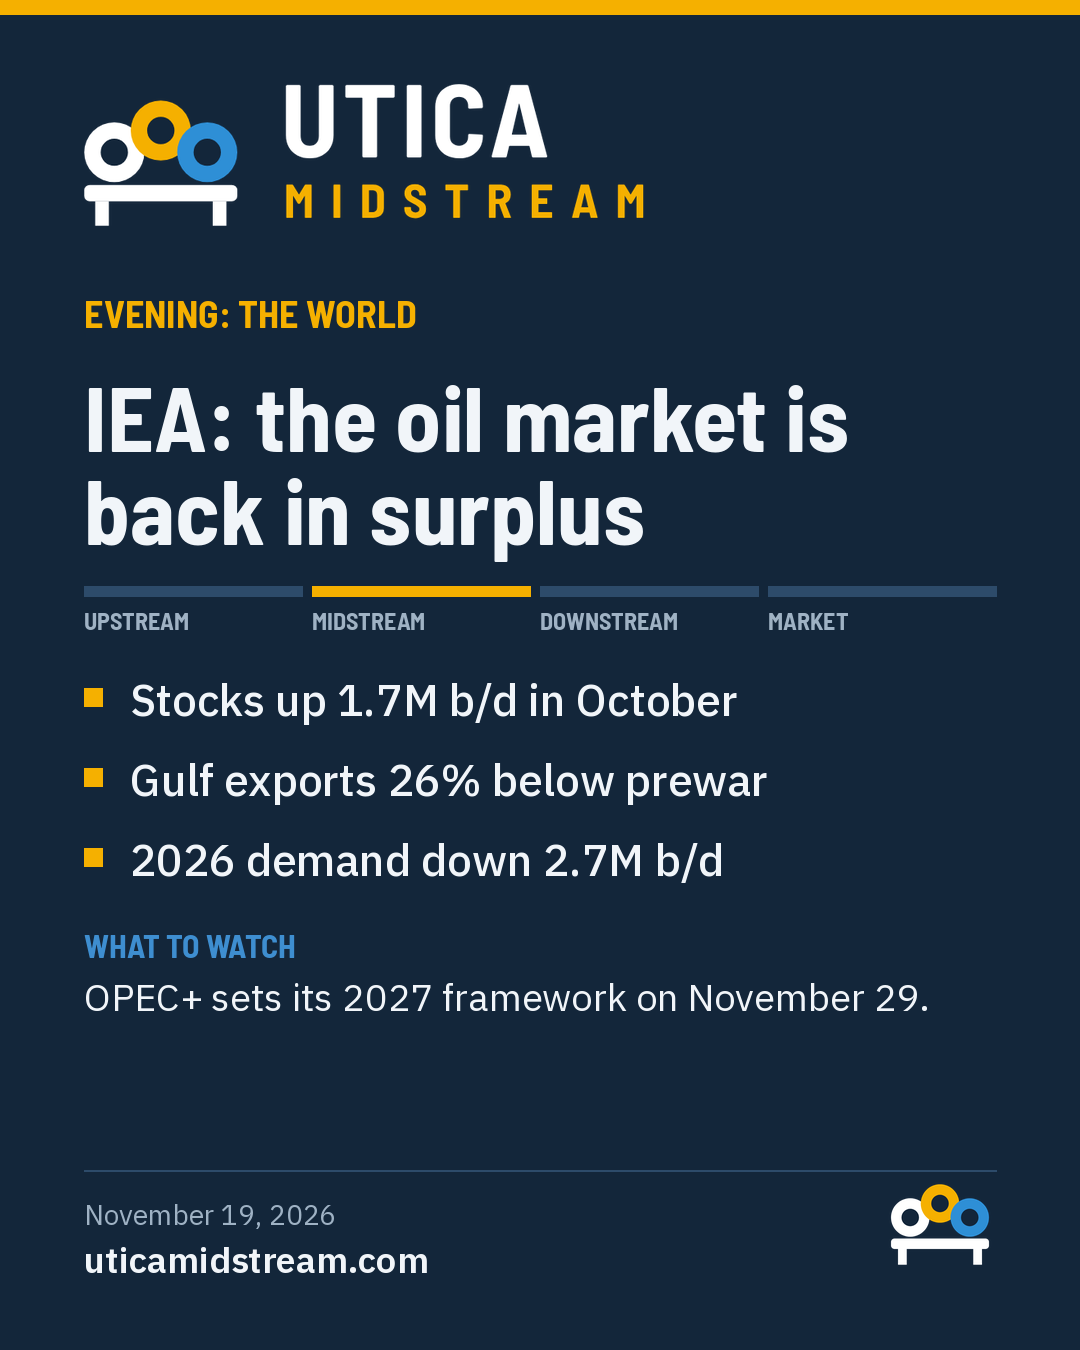 UTICA
MIDSTREAM
EVENING: THE WORLD
IEA: the oil market is
back in surplus
UPSTREAM MIDSTREAM DOWNSTREAM MARKET
Stocks up 1.7M b/d in October
Gulf exports 26% below prewar
2026 demand down 2.7M b/d
WHAT TO WATCH
OPEC+ sets its 2027 framework on November 29.
November 19, 2026
uticamidstream.com